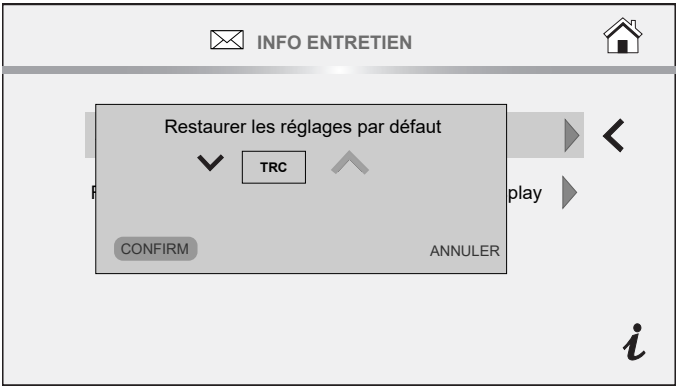 INFO ENTRETIEN
Restaurer les réglages par défaut
TRC
play
CONFIRM
ANNULER
i